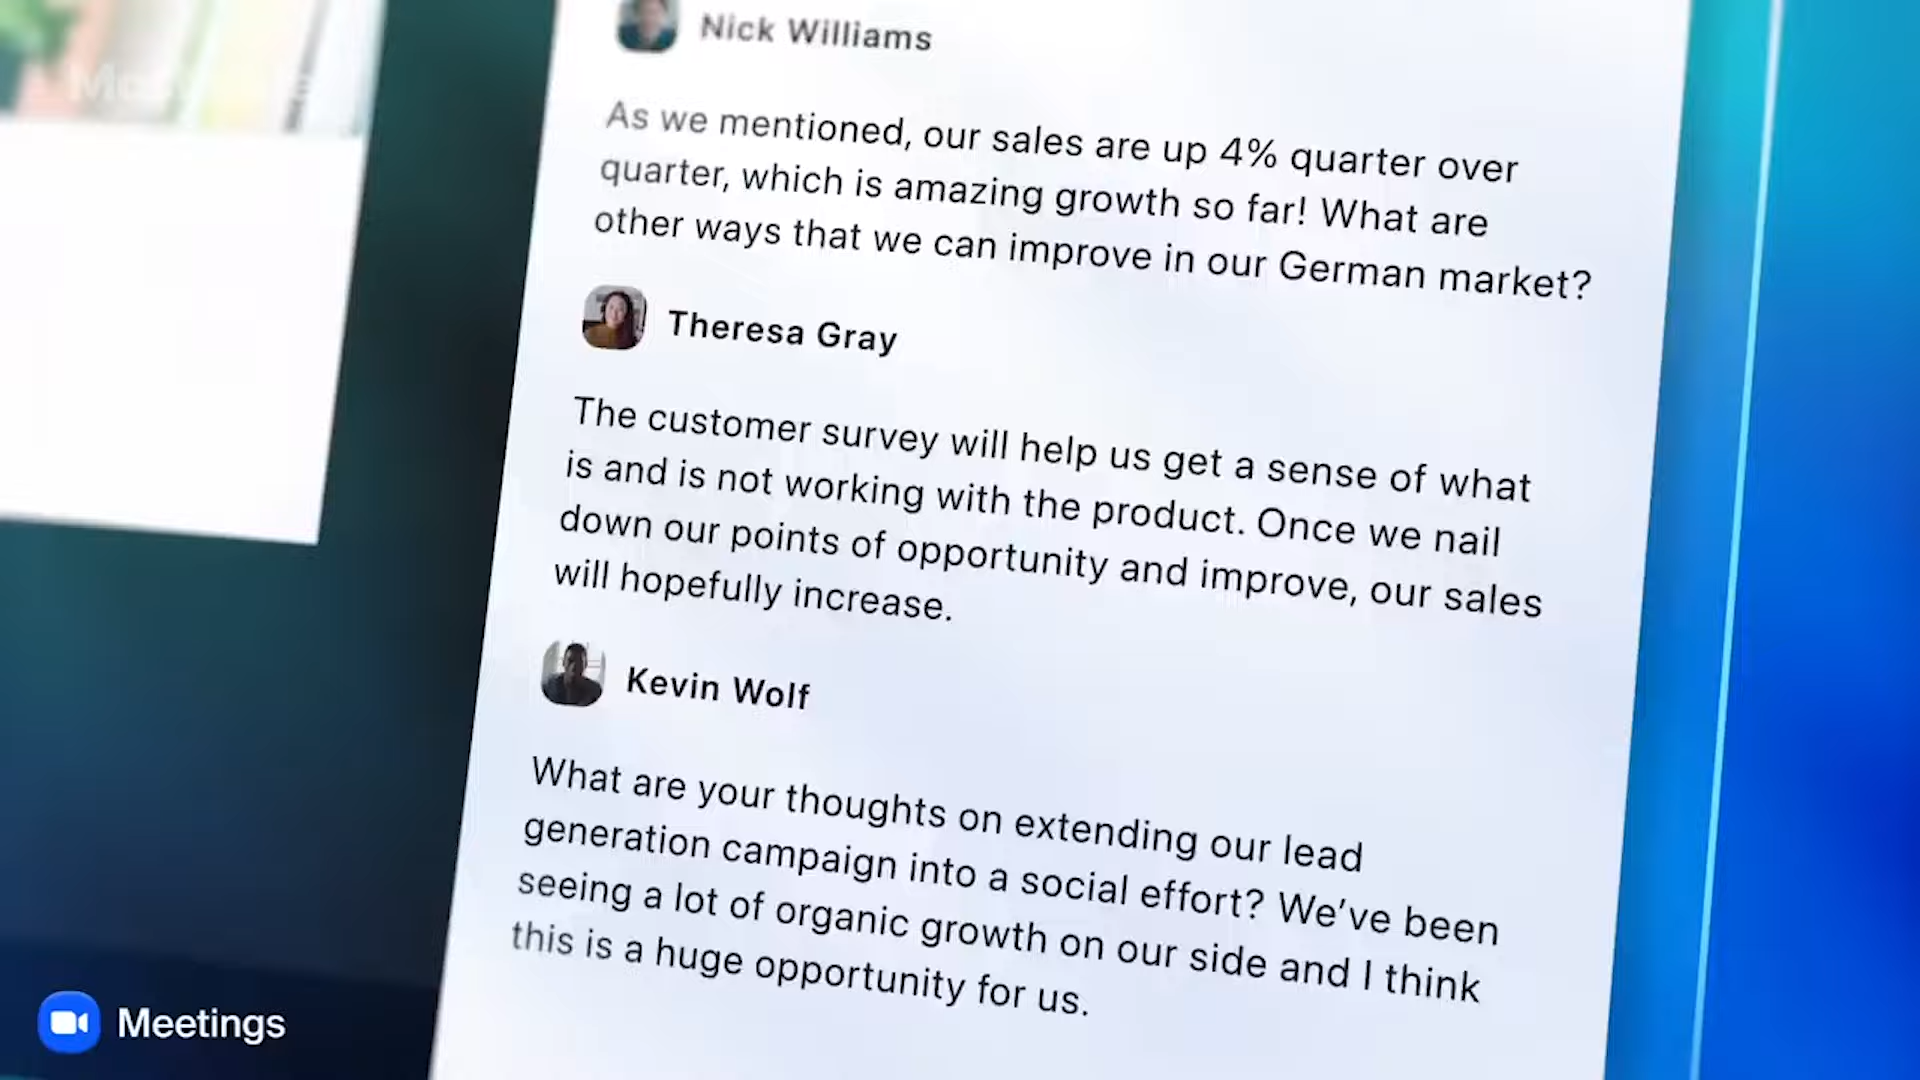 Nick Williams
As we mentioned, our sales are up 4% quarter over
quarter, which is amazing growth so far! What are
other ways that we can improve in our German market?
Theresa Gray
The customer survey will help us get a sense of what
is and is not working with the product. Once we nail
down our points of opportunity and improve, our sales
will hopefully increase.
Kevin Wolf
What are your thoughts on extending our lead
generation campaign into a social effort? We've been
seeing a lot of organic growth on our side and I think
this is a huge opportunity for us.
Meetings